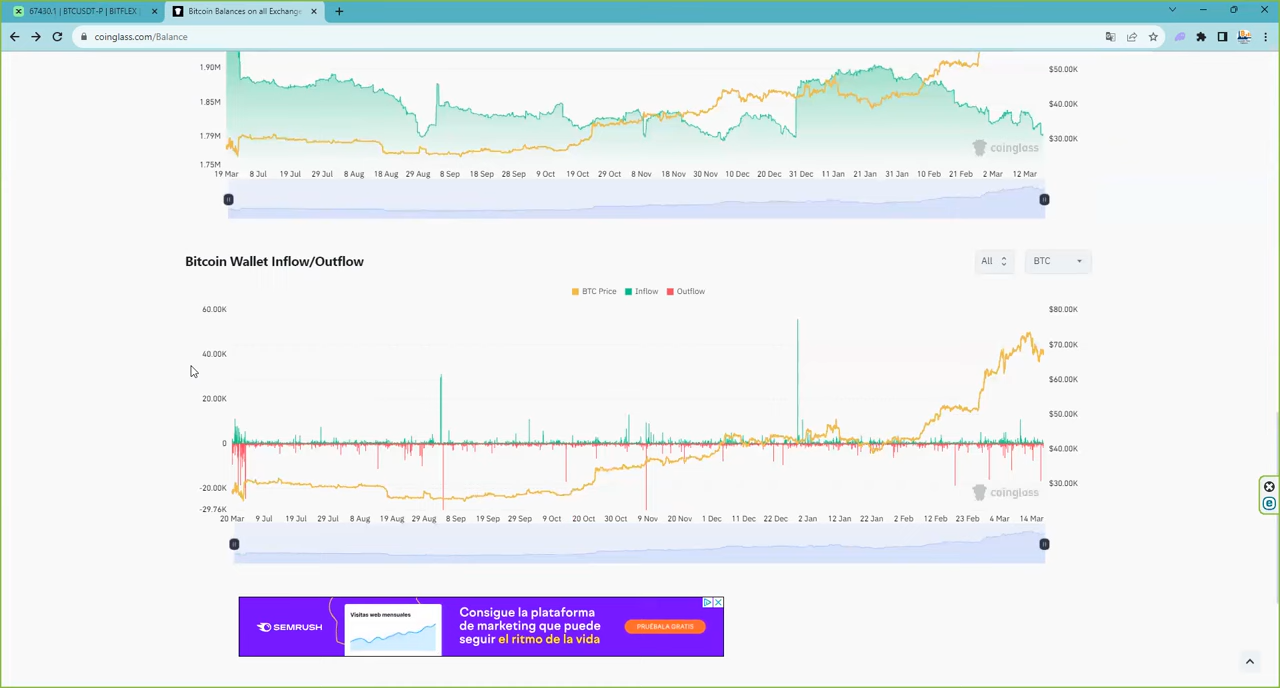 67430.1 | BTCUSDT-P | BITFLEX
Bitcoin Balances on all Exchange
coinglass.com/Balance
1.90M
1.85M
1.79M
1.75M
$50.00K
$40.00K
$30.00K
coinglass
19 Mar 8 Jul 19 Jul 29 Jul 8 Aug 18 Aug 29 Aug 8 Sep 18 Sep 28 Sep 9 Oct 19 Oct 29 Oct 8 Nov 18 Nov 30 Nov 10 Dec 20 Dec 31 Dec 11 Jan 21 Jan 31 Jan 10 Feb 21 Feb 2 Mar 12 Mar
Bitcoin Wallet Inflow/Outflow
All
BTC
BTC Price Inflow Outflow
60.00K
40.00K
20.00K
0
-20.00K
-29.76K
$80.00K
$70.00K
$60.00K
$50.00K
$40.00K
$30.00K
coinglass
20 Mar 9 Jul 19 Jul 29 Jul 8 Aug 18 Aug 29 Aug 8 Sep 19 Sep 29 Sep 9 Oct 20 Oct 30 Oct 9 Nov 20 Nov 1 Dec 11 Dec 22 Dec 2 Jan 12 Jan 22 Jan 2 Feb 12 Feb 23 Feb 4 Mar 14 Mar
SEMRUSH
Visitas web mensuales
Consigue la plataforma
de marketing que puede
seguir el ritmo de la vida
PRUÉBALA GRATIS